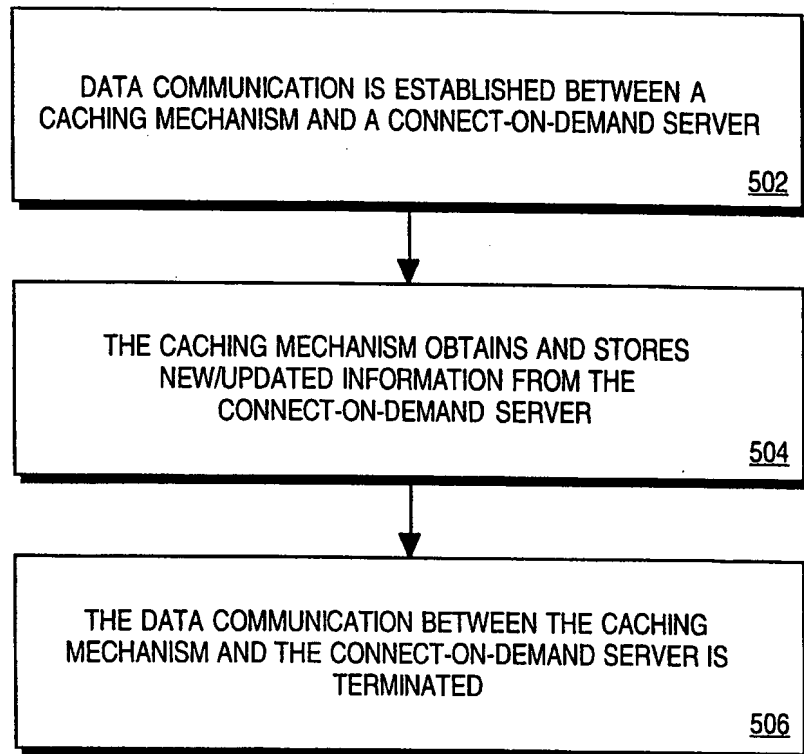 DATA COMMUNICATION IS ESTABLISHED BETWEEN A
CACHING MECHANISM AND A CONNECT-ON-DEMAND SERVER
502
THE CACHING MECHANISM OBTAINS AND STORES
NEW/UPDATED INFORMATION FROM THE
CONNECT-ON-DEMAND SERVER
504
THE DATA COMMUNICATION BETWEEN THE CACHING
MECHANISM AND THE CONNECT-ON-DEMAND SERVER IS
TERMINATED
506